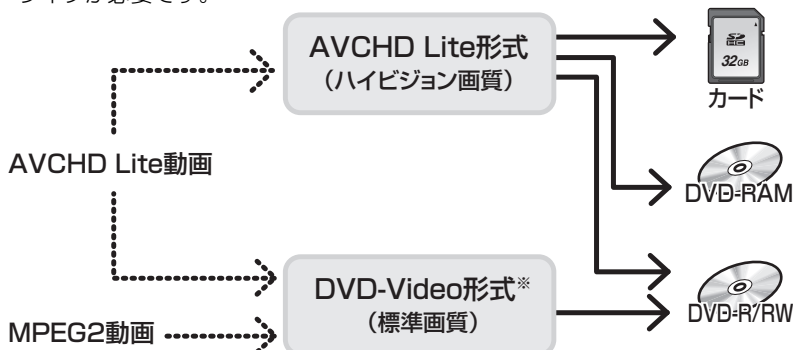 AVCHD Lite形式
(ハイビジョン画質)
32GB
カード
AVCHD Lite動画
DVD-RAM
DVD-Video形式※
(標準画質)
DVD-R/RW
MPEG2動画